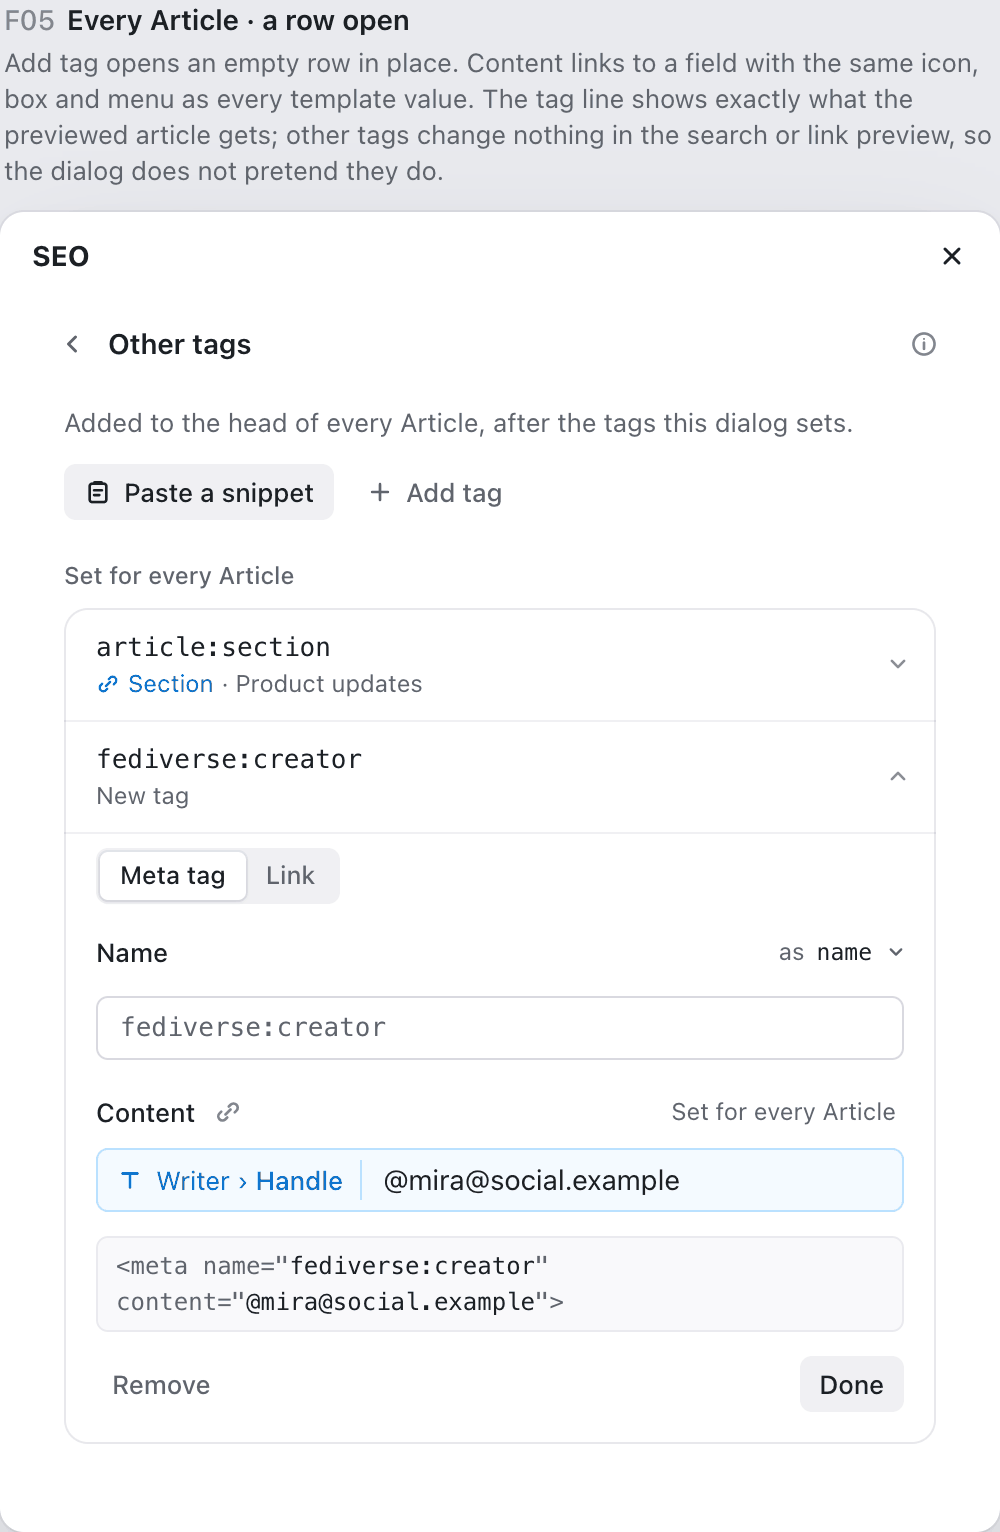 F05 Every Article · a row open
Add tag opens an empty row in place. Content links to a field with the same icon,
box and menu as every template value. The tag line shows exactly what the
previewed article gets; other tags change nothing in the search or link preview, so
the dialog does not pretend they do.
SEO
Other tags
Added to the head of every Article, after the tags this dialog sets.
Paste a snippet + Add tag
Set for every Article
article:section
Section · Product updates
fediverse:creator
New tag
Meta tag Link
Name as name
fediverse:creator
Content Set for every Article
Writer › Handle @mira@social.example
<meta name="fediverse:creator"
content="@mira@social.example">
Remove Done